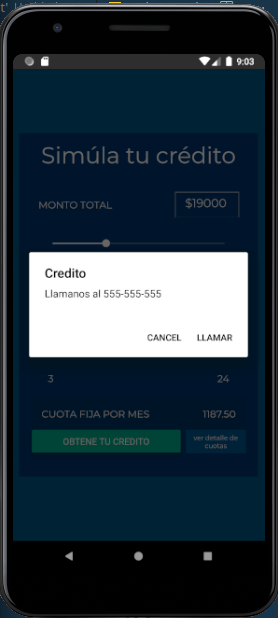 9:03
Simúla tu crédito
MONTO TOTAL
$19000
Credito
Llamanos al 555-555-555
CANCEL
LLAMAR
3
24
CUOTA FIJA POR MES
1187.50
OBTENE TU CREDITO
ver detalle de
cuotas